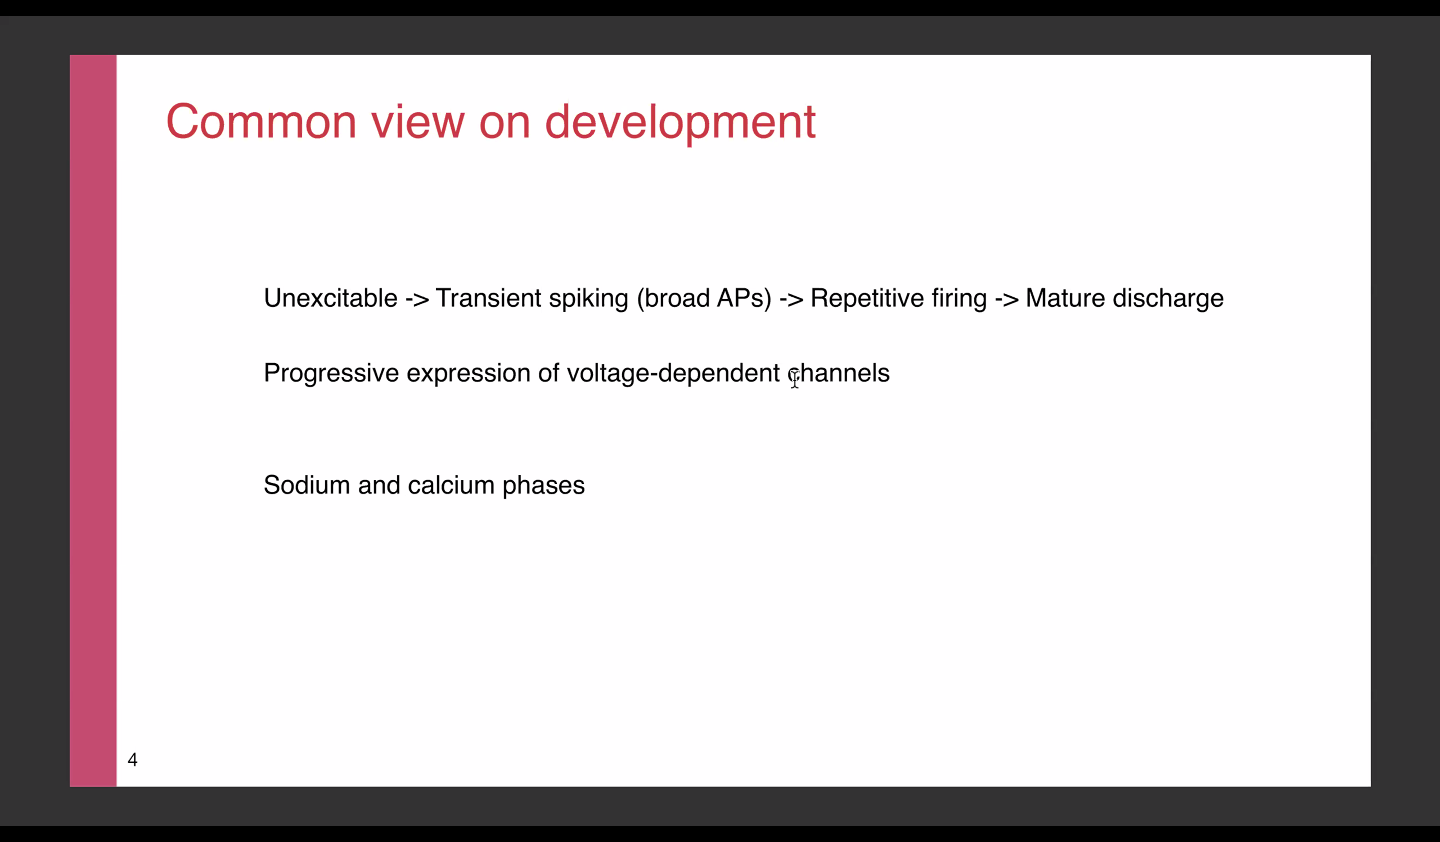 Common view on development
Unexcitable -> Transient spiking (broad APs) -> Repetitive firing -> Mature discharge
Progressive expression of voltage-dependent channels
Sodium and calcium phases
4